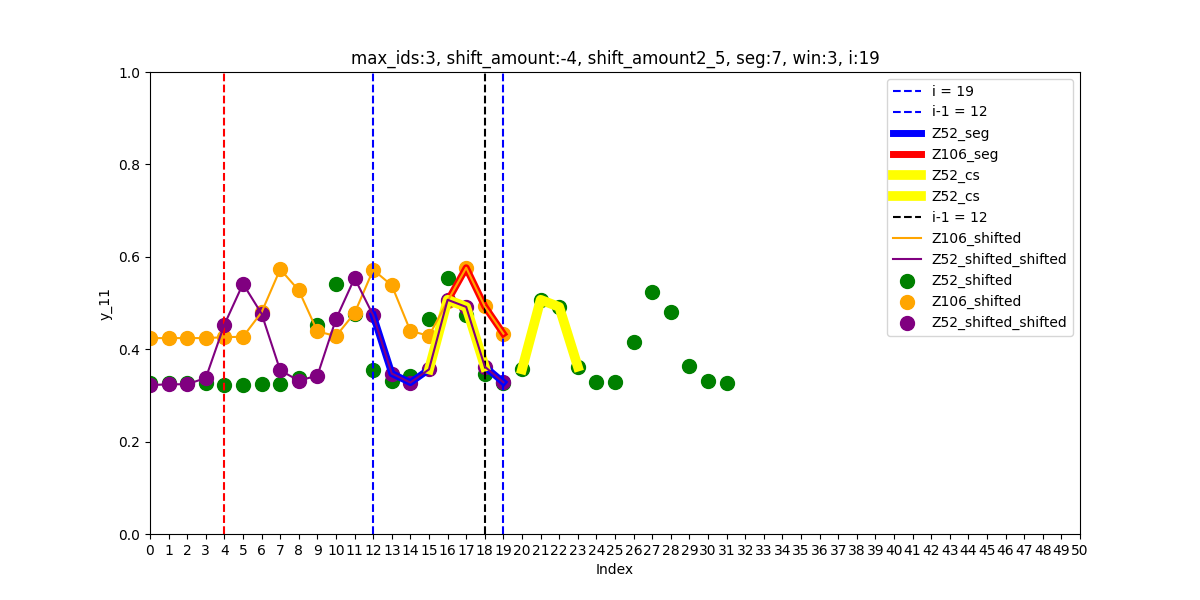 max_ids:3, shift_amount:-4, shift_amount2_5, seg:7, win:3, i:19
1.0
0.8
0.6
0.4
0.2
0.0
y_11
i = 19
i-1 = 12
Z52_seg
Z106_seg
Z52_cs
Z52_cs
i-1 = 12
Z106_shifted
Z52_shifted_shifted
Z52_shifted
Z106_shifted
Z52_shifted_shifted
0 1 2 3 4 5 6 7 8 9 10 11 12 13 14 15 16 17 18 19 20 21 22 23 24 25 26 27 28 29 30 31 32 33 34 35 36 37 38 39 40 41 42 43 44 45 46 47 48 49 50
Index